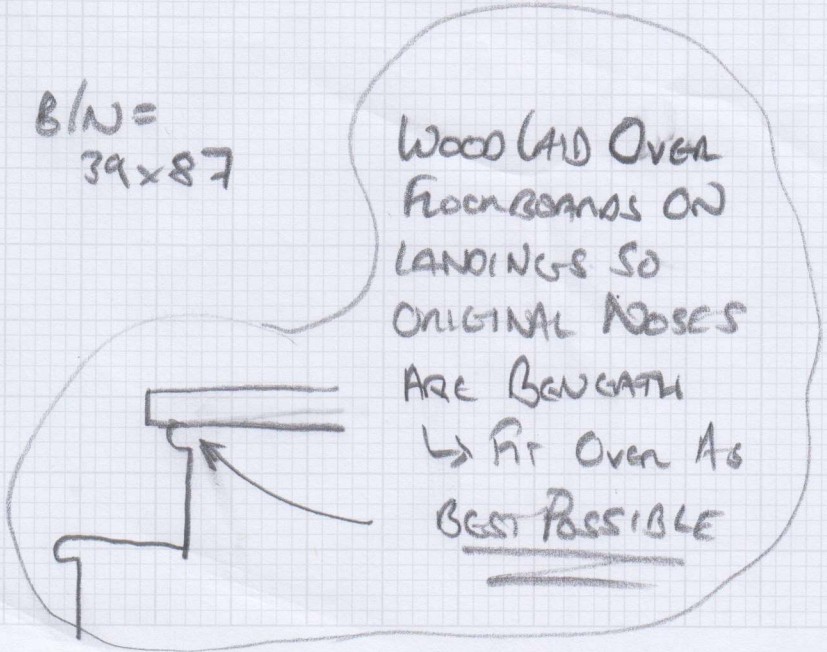 B/N=
39x87
WOOD LAID OVER
FLOORBOARDS ON
LANDINGS SO
ORIGINAL NOSES
ARE BENEATH
↳ FIT OVER AS
BEST POSSIBLE